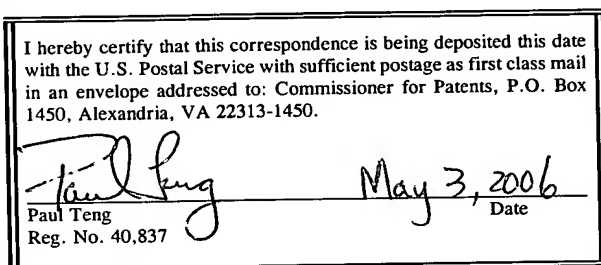 I hereby certify that this correspondence is being deposited this date
with the U.S. Postal Service with sufficient postage as first class mail
in an envelope addressed to: Commissioner for Patents, P.O. Box
1450, Alexandria, VA 22313-1450.
Paul Teng May 3, 2006
Paul Teng Date
Reg. No. 40,837